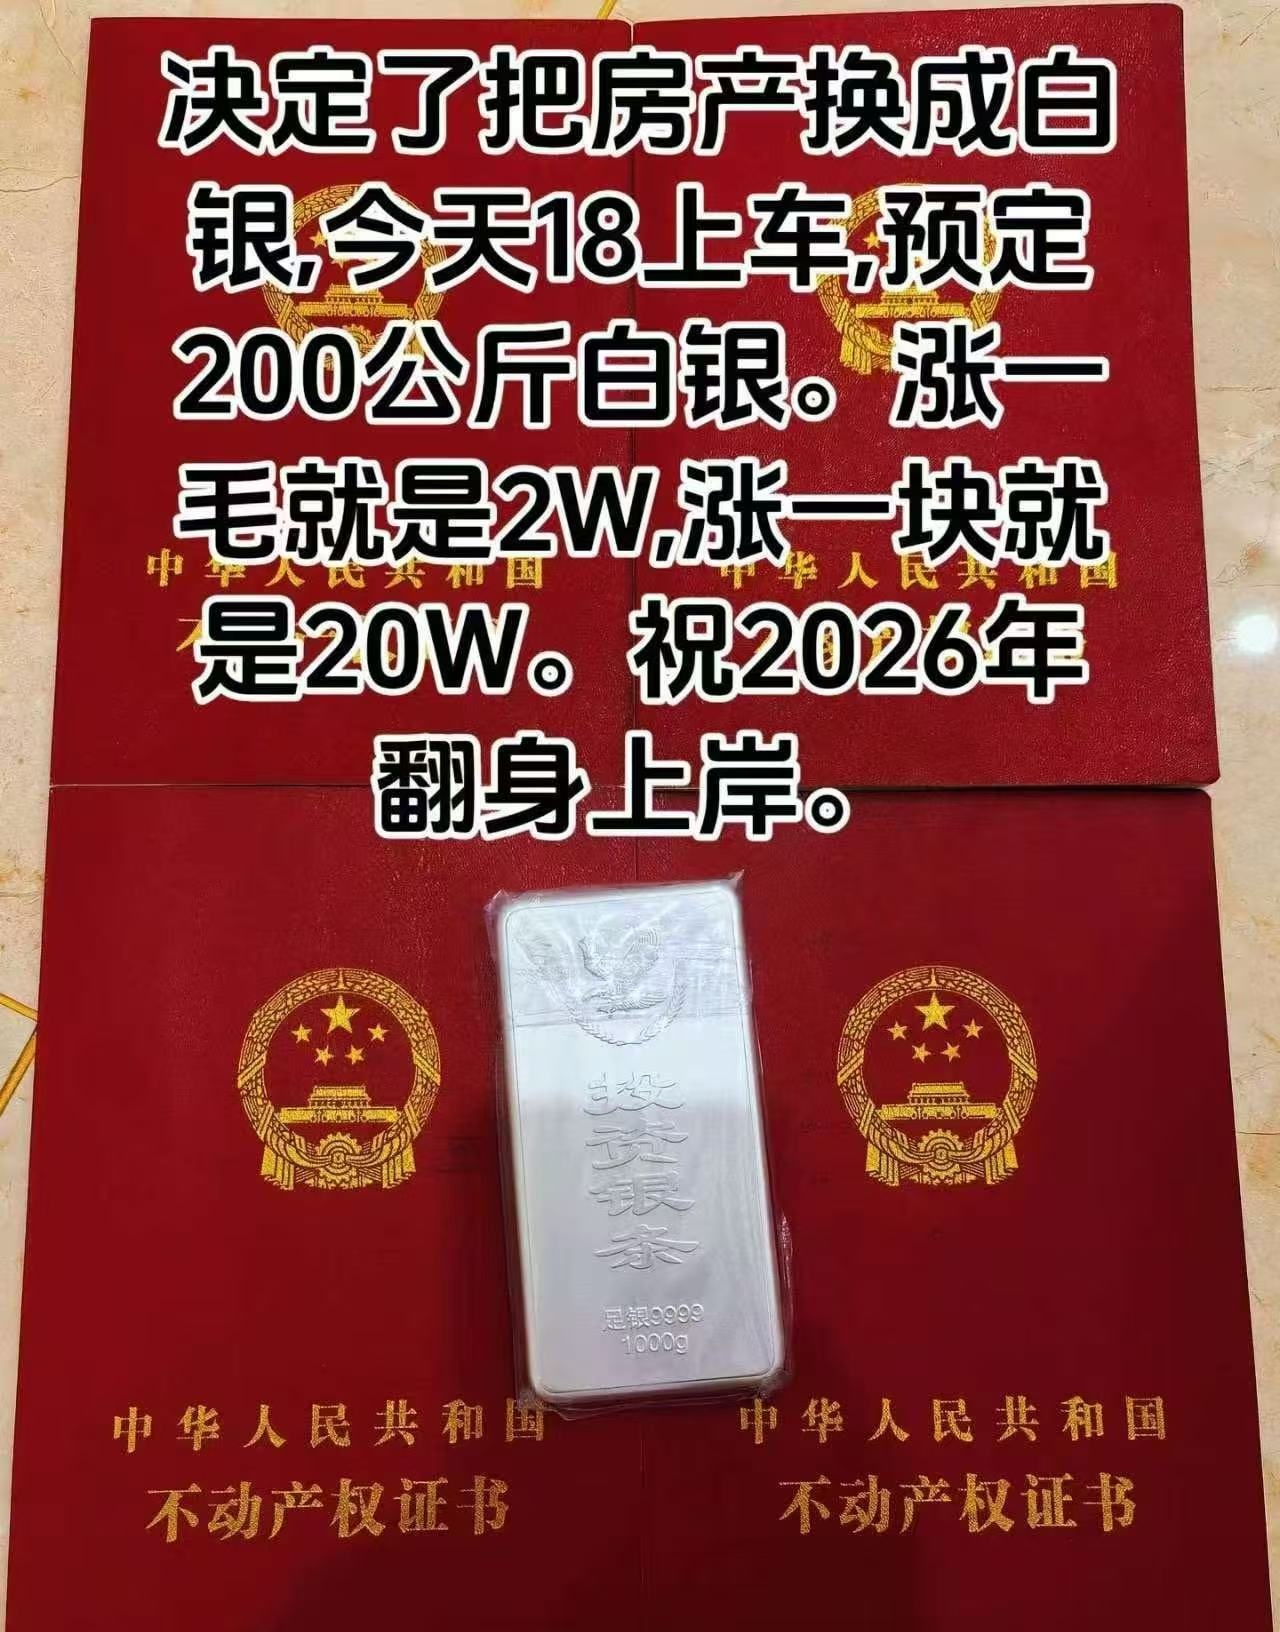 决定了把房产换成白
银,今天18上车,预定
200公斤白银。涨一
毛就是2W,涨一块就
是20W。祝2026年
翻身上岸。
中华人民共和国
中华人民共和国
投资银条
足银9999
1000g
中华人民共和国
不动产权证书
中华人民共和国
不动产权证书